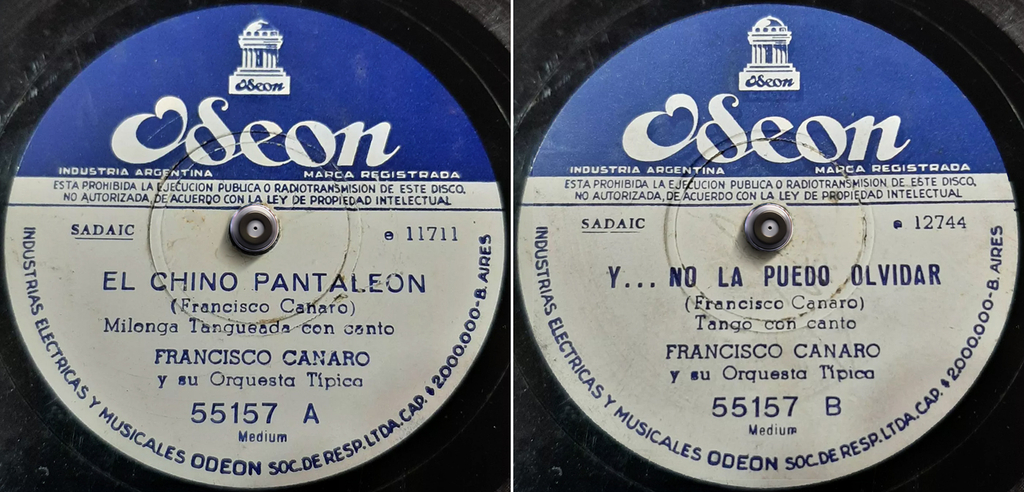 Odeon
Odeon
INDUSTRIA ARGENTINA MARCA REGISTRADA
ESTA PROHIBIDA LA EJECUCION PUBLICA O RADIOTRANSMISION DE ESTE DISCO,
NO AUTORIZADA, DE ACUERDO CON LA LEY DE PROPIEDAD INTELECTUAL
SADAIC e 11711
EL CHINO PANTALEON
(Francisco Canaro)
Milonga Tangueada con canto
FRANCISCO CANARO
y su Orquesta Típica
55157 A
Medium
INDUSTRIAS ELECTRICAS Y MUSICALES ODEON SOC. DE RESP. LTDA. CAP. $ 2.000.000-B. AIRES
Odeon
Odeon
INDUSTRIA ARGENTINA MARCA REGISTRADA
ESTA PROHIBIDA LA EJECUCION PUBLICA O RADIOTRANSMISION DE ESTE DISCO,
NO AUTORIZADA, DE ACUERDO CON LA LEY DE PROPIEDAD INTELECTUAL
SADAIC e 12744
Y... NO LA PUEDO OLVIDAR
(Francisco Canaro)
Tango con canto
FRANCISCO CANARO
y su Orquesta Típica
55157 B
Medium
INDUSTRIAS ELECTRICAS Y MUSICALES ODEON SOC. DE RESP. LTDA. CAP. $ 2.000.000-B. AIRES